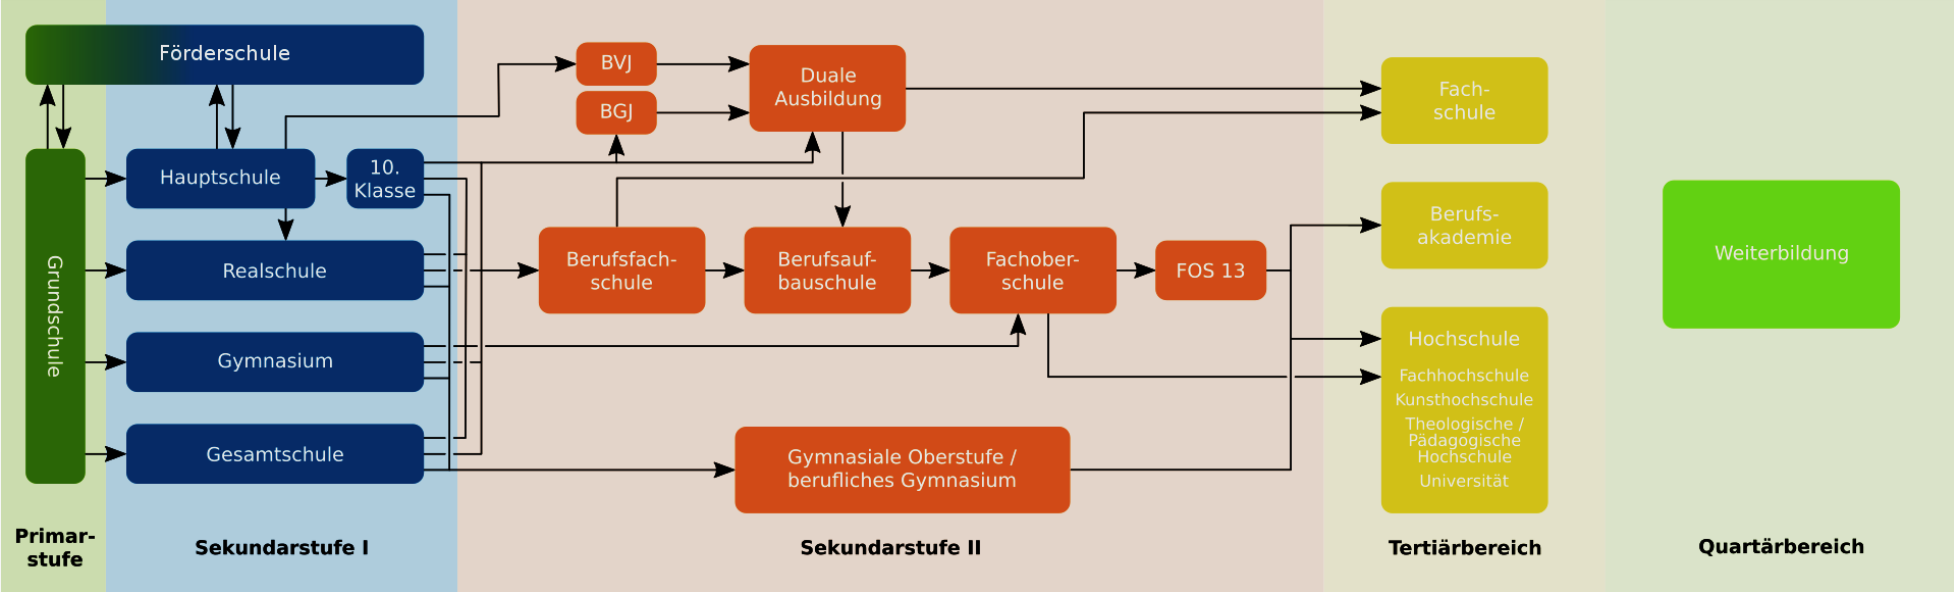 Förderschule
Grundschule
Hauptschule
10.
Klasse
Realschule
Gymnasium
Gesamtschule
BVJ
BGJ
Duale
Ausbildung
Berufsfach-
schule
Berufsauf-
bauschule
Fachober-
schule
FOS 13
Gymnasiale Oberstufe /
berufliches Gymnasium
Fach-
schule
Berufs-
akademie
Hochschule
Fachhochschule
Kunsthochschule
Theologische /
Pädagogische
Hochschule
Universität
Weiterbildung
Primar-
stufe
Sekundarstufe I
Sekundarstufe II
Tertiärbereich
Quartärbereich